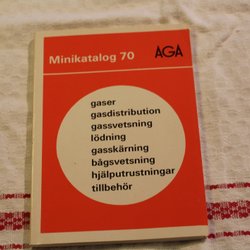 Minikatalog 70 AGA
gaser
gasdistribution
gassvetsning
lödning
gasskärning
bågsvetsning
hjälputrustningar
tillbehör